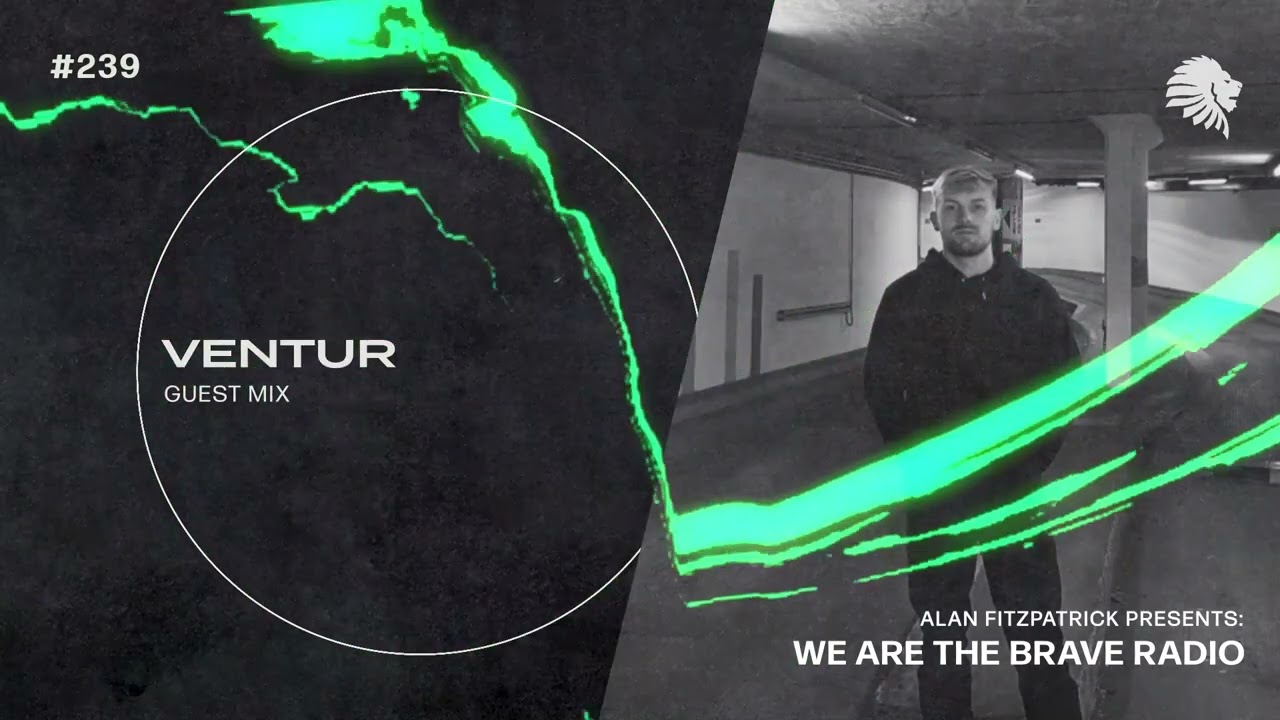 #239
VENTUR
GUEST MIX
ALAN FITZPATRICK PRESENTS:
WE ARE THE BRAVE RADIO